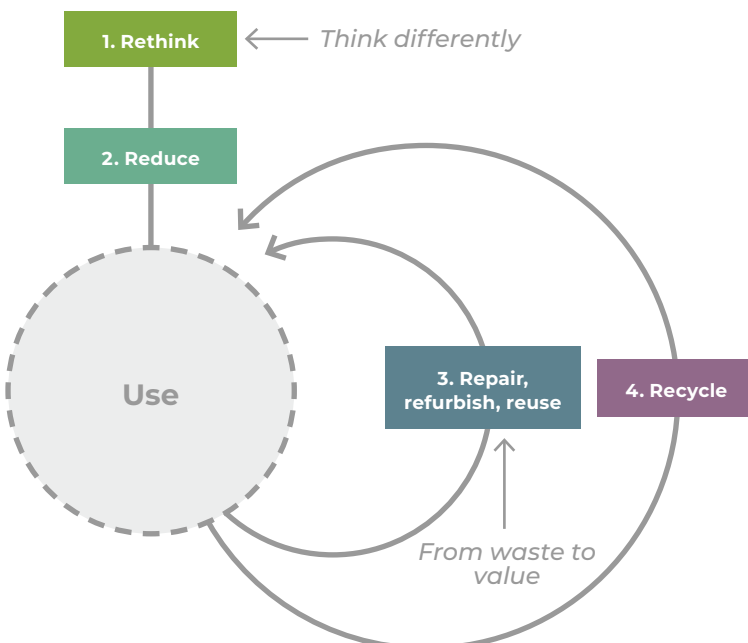 1. Rethink
Think differently
2. Reduce
Use
3. Repair,
refurbish, reuse
4. Recycle
From waste to
value